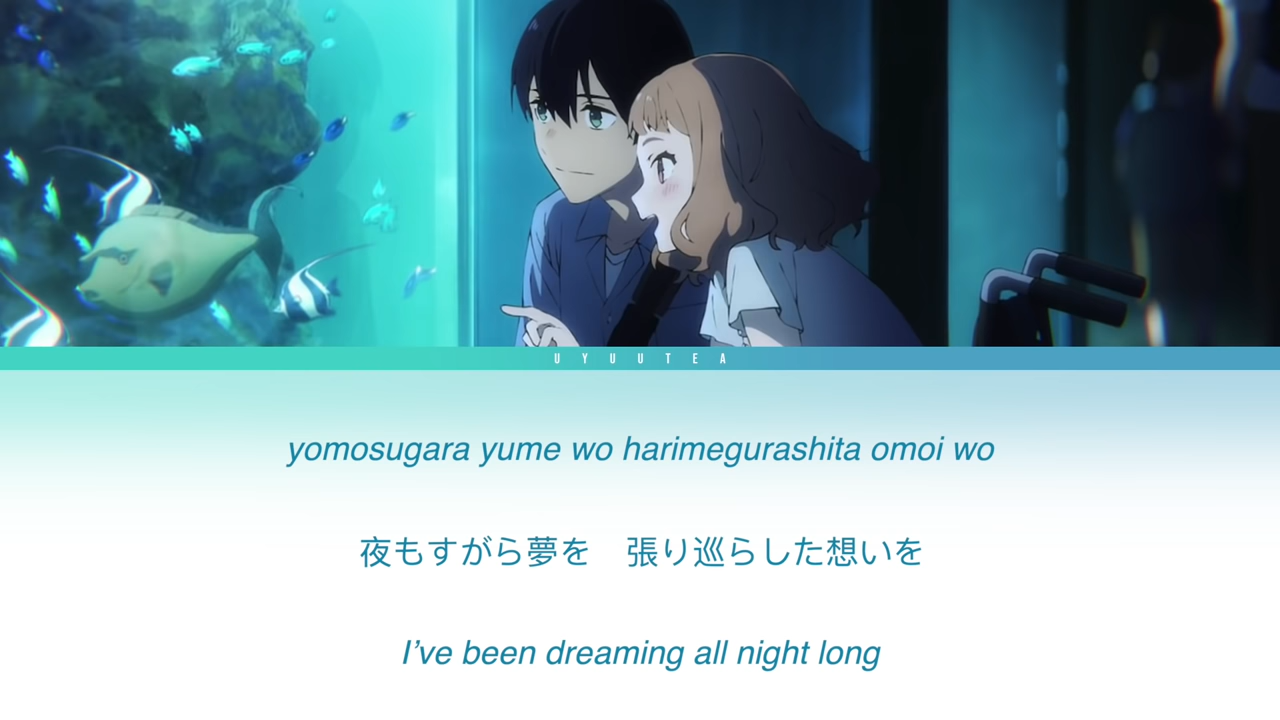 UYUUTEA
yomosugara yume wo harimegurashita omoi wo
夜もすがら夢を　張り巡らした想いを
I’ve been dreaming all night long